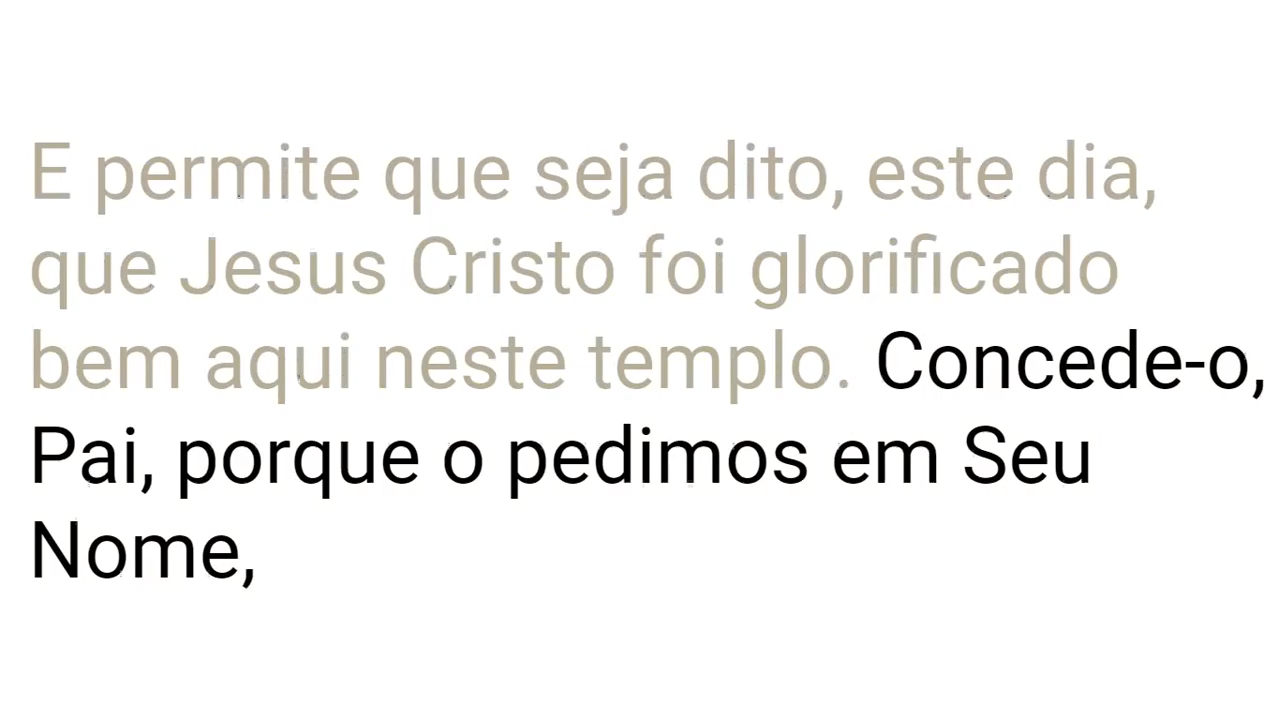 E permite que seja dito, este dia,
que Jesus Cristo foi glorificado
bem aqui neste templo. Concede-o,
Pai, porque o pedimos em Seu
Nome,